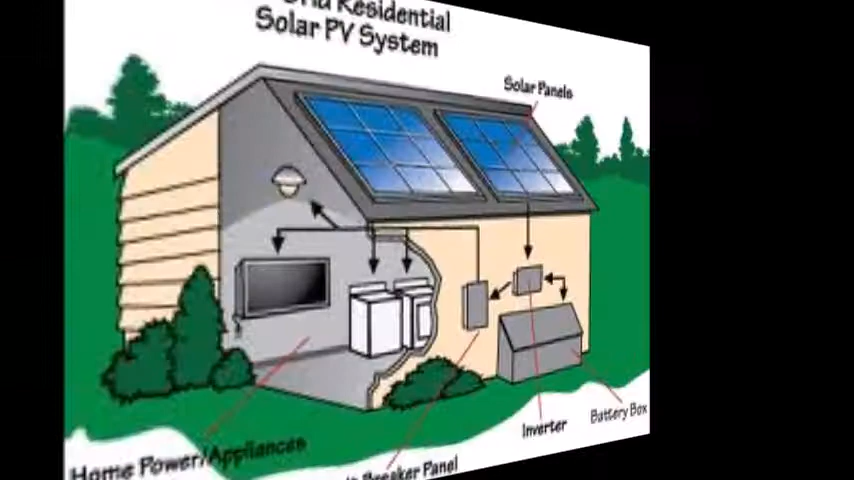 Residential
Solar PV System
Solar Panels
Inverter
Battery Box
Breaker Panel
Home Power/Appliances